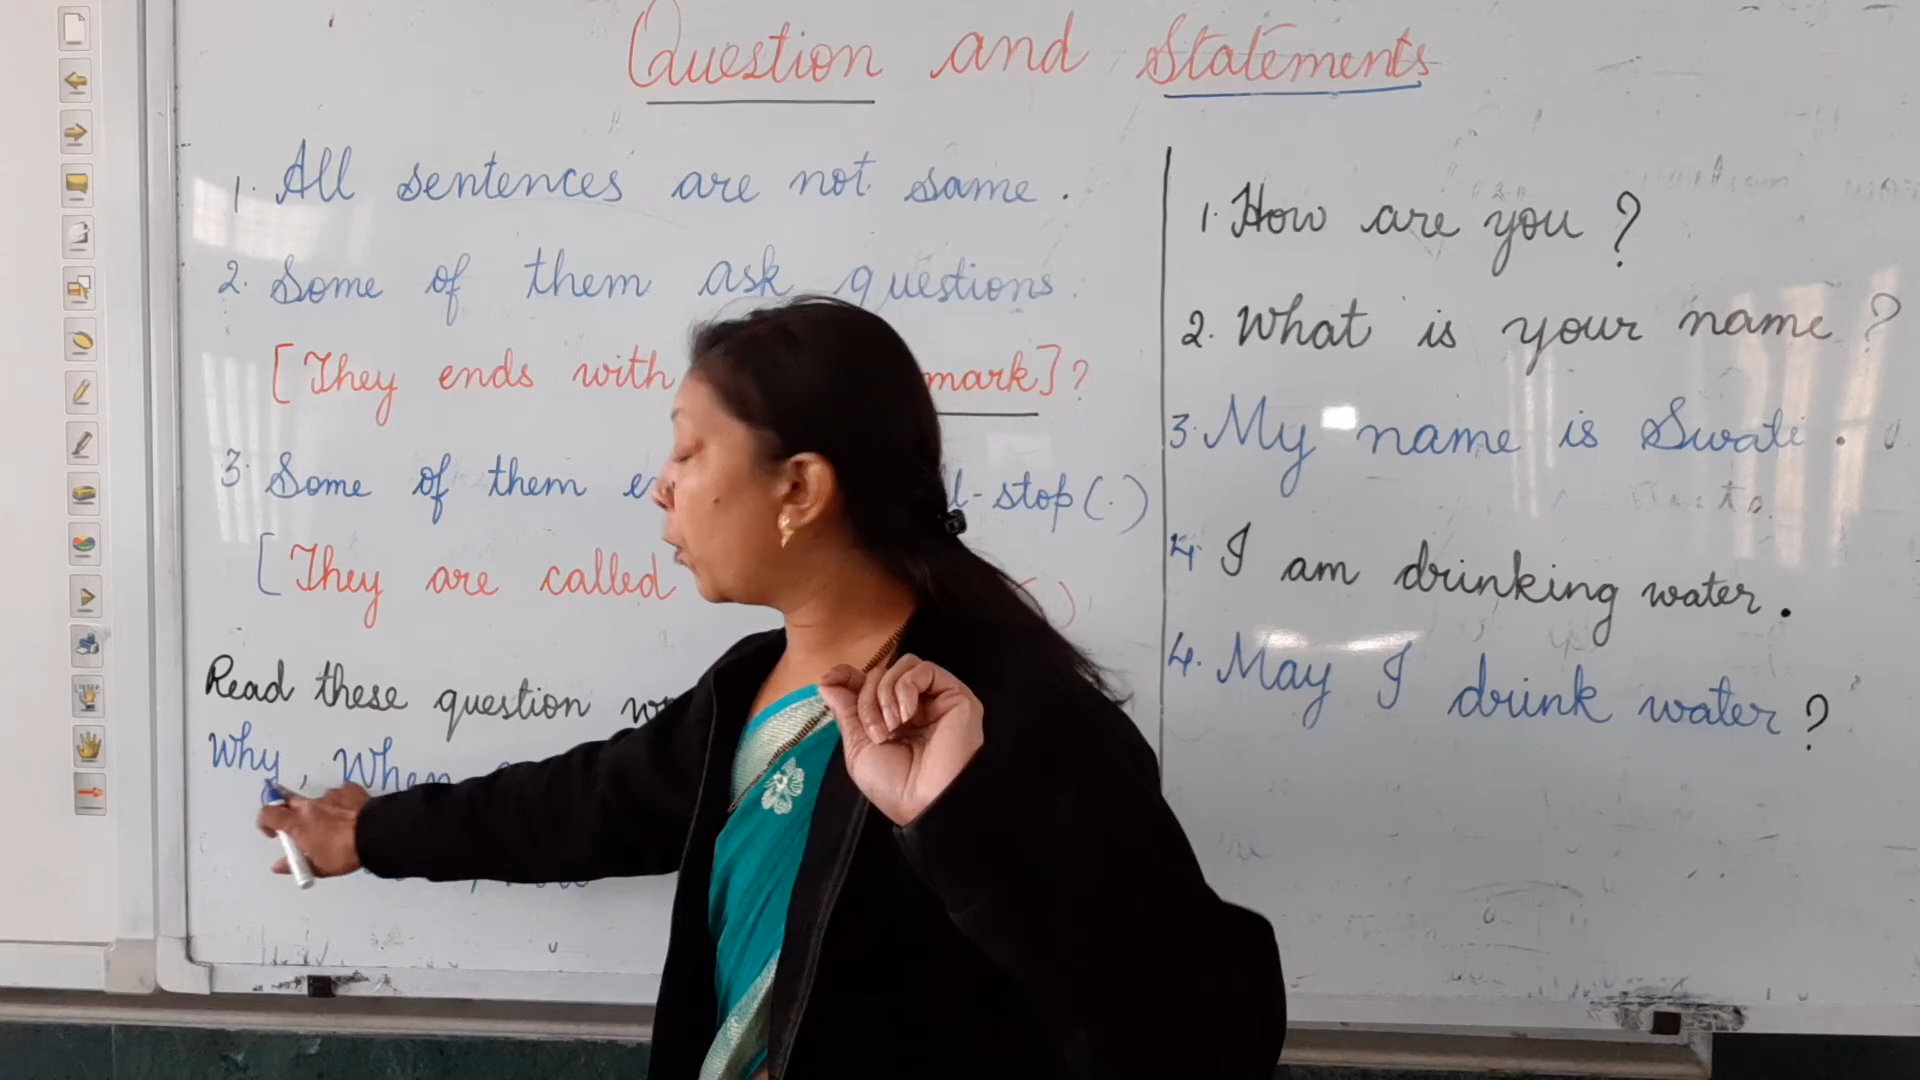 Question and Statements
1. All sentences are not same.
2. Some of them ask questions.
[They ends with mark]?
3. Some of them stop(.)
[They are called )
Read these question
Why, When
1. How are you?
2. What is your name?
3. My name is Swati.
4. I am drinking water.
4. May I drink water?